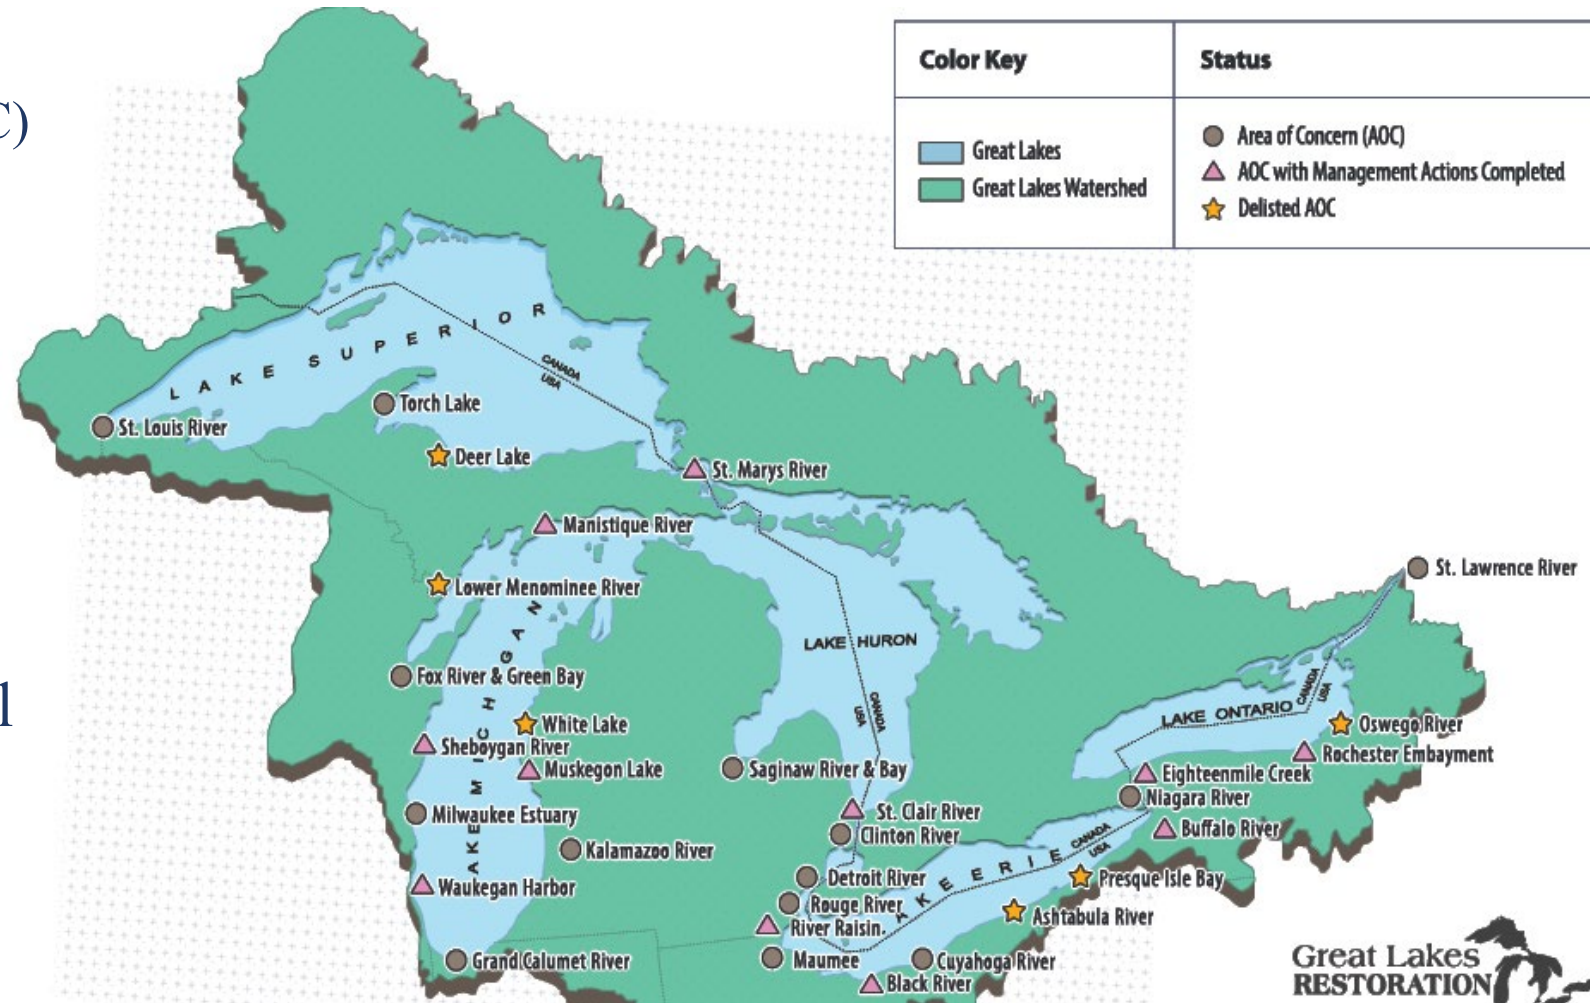 C)
l
Color Key
Status
Great Lakes
Great Lakes Watershed
Area of Concern (AOC)
AOC with Management Actions Completed
Delisted AOC
LAKE SUPERIOR
CANADA
USA
Torch Lake
St. Louis River
Deer Lake
St. Marys River
Manistique River
Lower Menominee River
St. Lawrence River
LAKE HURON
CANADA
USA
Fox River & Green Bay
LAKE MICHIGAN
White Lake
Sheboygan River
Muskegon Lake
Saginaw River & Bay
CANADA
USA
LAKE ONTARIO
Oswego River
Rochester Embayment
Eighteenmile Creek
Niagara River
Buffalo River
Milwaukee Estuary
St. Clair River
Clinton River
Kalamazoo River
Waukegan Harbor
Detroit River
Rouge River
River Raisin
LAKE ERIE
CANADA
USA
Presque Isle Bay
Ashtabula River
Grand Calumet River
Maumee
Cuyahoga River
Black River
Great Lakes
RESTORATION